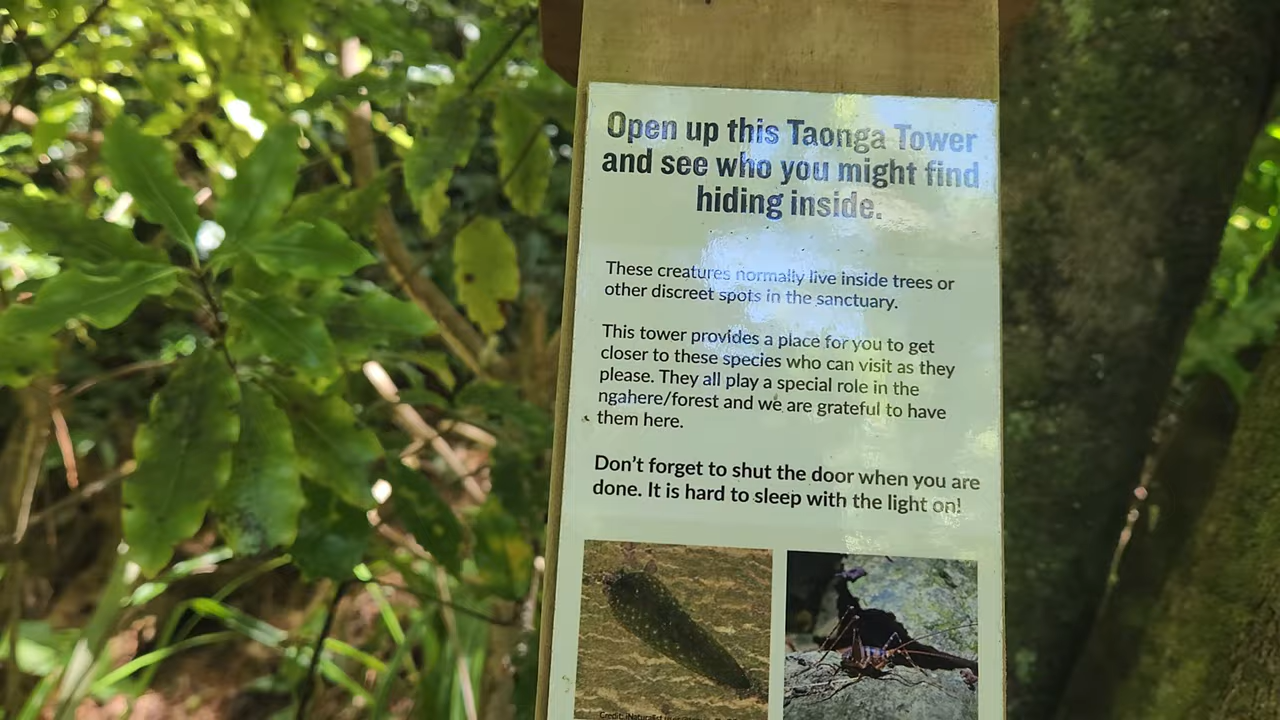 Open up this Taonga Tower
and see who you might find
hiding inside.
These creatures normally live inside trees or
other discreet spots in the sanctuary.
This tower provides a place for you to get
closer to these species who can visit as they
please. They all play a special role in the
ngahere/forest and we are grateful to have
them here.
Don't forget to shut the door when you are
done. It is hard to sleep with the light on!
Credit: iNaturalist